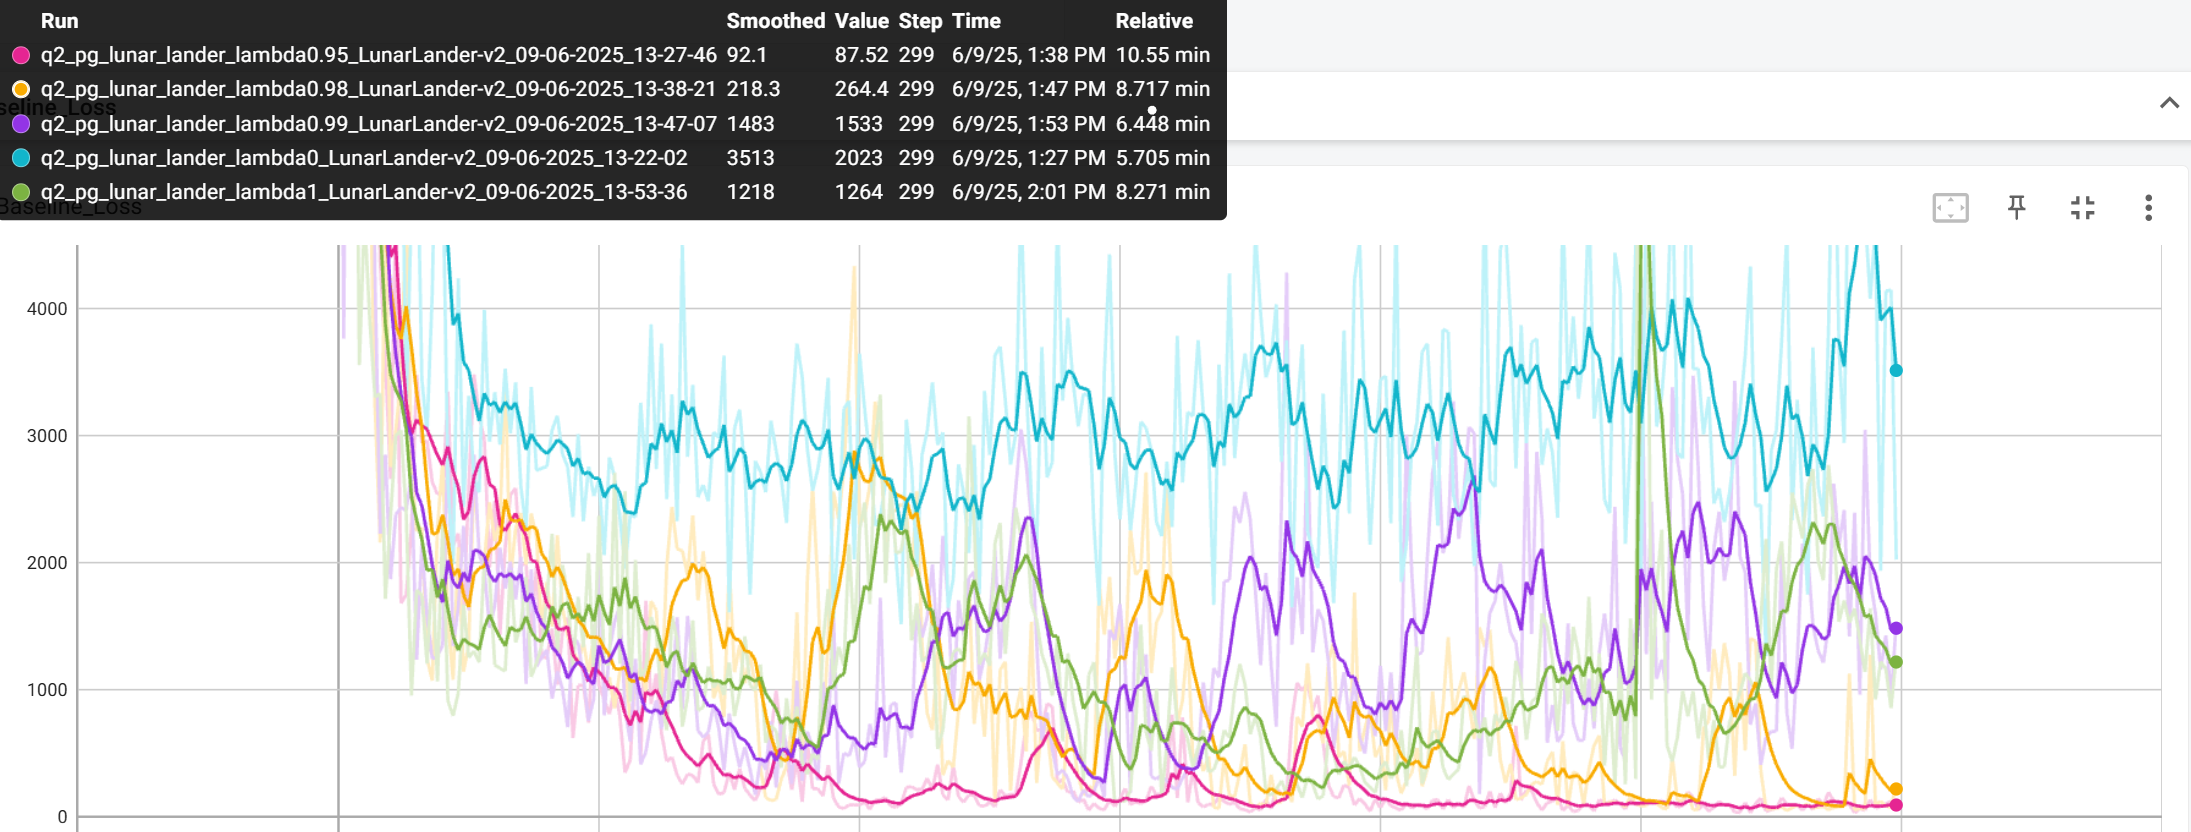 Run Smoothed Value Step Time Relative
q2_pg_lunar_lander_lambda0.95_LunarLander-v2_09-06-2025_13-27-46 92.1 87.52 299 6/9/25, 1:38 PM 10.55 min
q2_pg_lunar_lander_lambda0.98_LunarLander-v2_09-06-2025_13-38-21 218.3 264.4 299 6/9/25, 1:47 PM 8.717 min
seline_Loss
q2_pg_lunar_lander_lambda0.99_LunarLander-v2_09-06-2025_13-47-07 1483 1533 299 6/9/25, 1:53 PM 6.448 min
q2_pg_lunar_lander_lambda0_LunarLander-v2_09-06-2025_13-22-02 3513 2023 299 6/9/25, 1:27 PM 5.705 min
q2_pg_lunar_lander_lambda1_LunarLander-v2_09-06-2025_13-53-36 1218 1264 299 6/9/25, 2:01 PM 8.271 min
Baseline_Loss
4000
3000
2000
1000
0